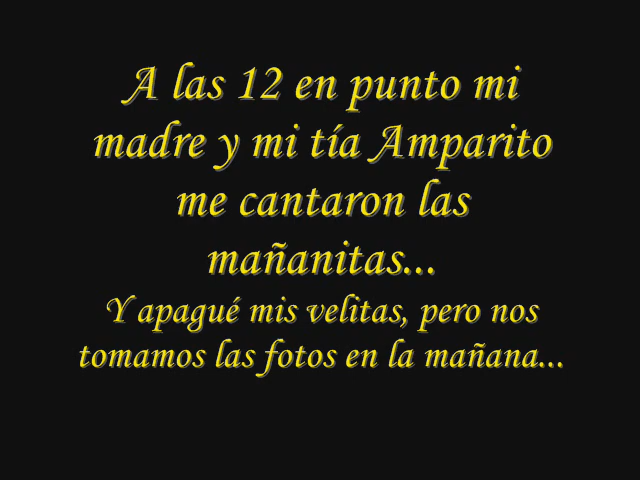 A las 12 en punto mi
madre y mi tía Amparito
me cantaron las
mañanitas...
Y apagué mis velitas, pero nos
tomamos las fotos en la mañana...